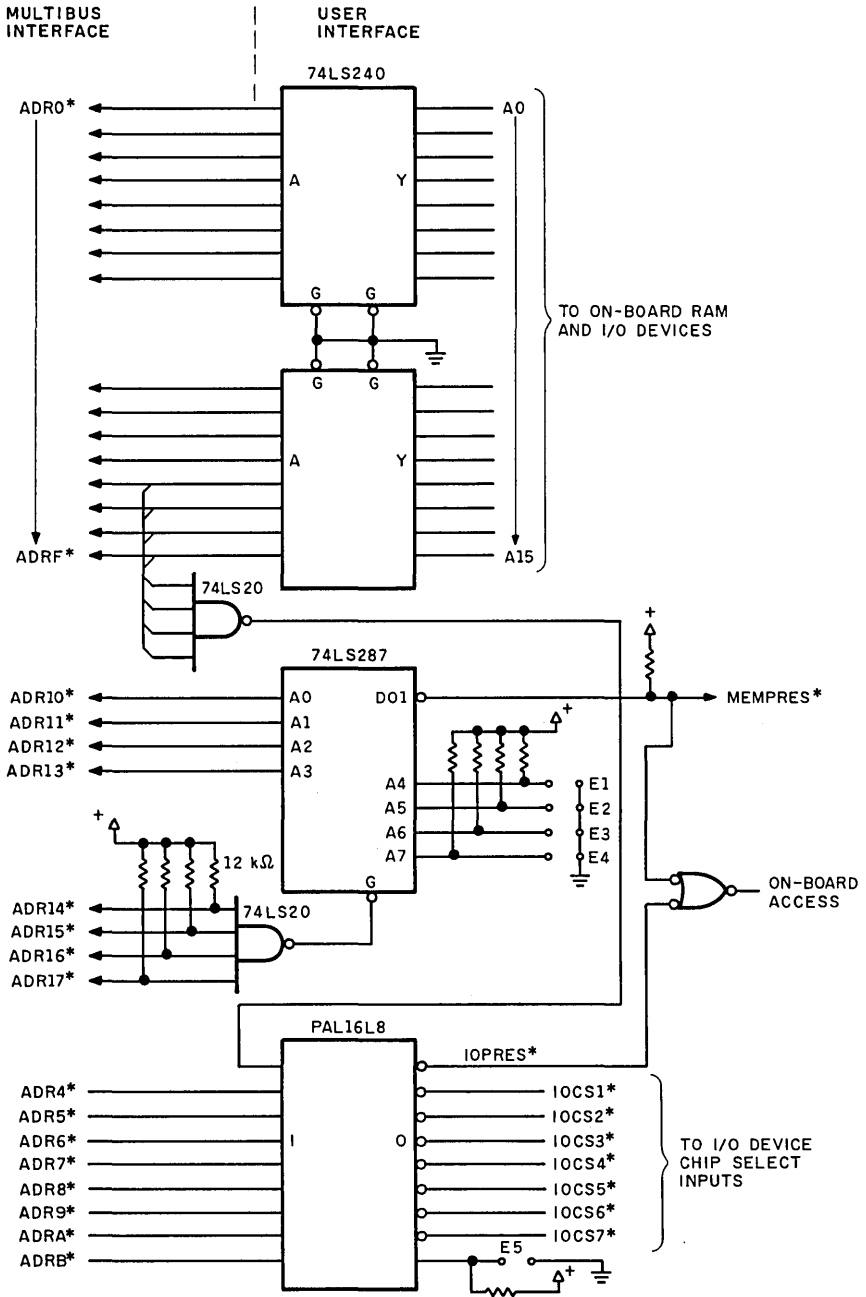 MULTIBUS
INTERFACE
USER
INTERFACE
74LS240
ADR0*
A0
A
Y
G G
TO ON-BOARD RAM
AND I/O DEVICES
G G
A
Y
ADRF*
A15
74LS20
74LS287
+
ADR10*
A0
DO1
MEMPRES*
ADR11*
A1
ADR12*
A2
ADR13*
A3
+
A4
E1
A5
E2
A6
E3
A7
E4
+
12 kΩ
G
ADR14*
74LS20
ADR15*
ADR16*
ADR17*
ON-BOARD
ACCESS
PAL16L8
IOPRES*
ADR4*
IOCS1*
ADR5*
IOCS2*
ADR6*
I
O
IOCS3*
ADR7*
IOCS4*
ADR8*
IOCS5*
ADR9*
IOCS6*
ADRA*
IOCS7*
ADRB*
E5
+
TO I/O DEVICE
CHIP SELECT
INPUTS